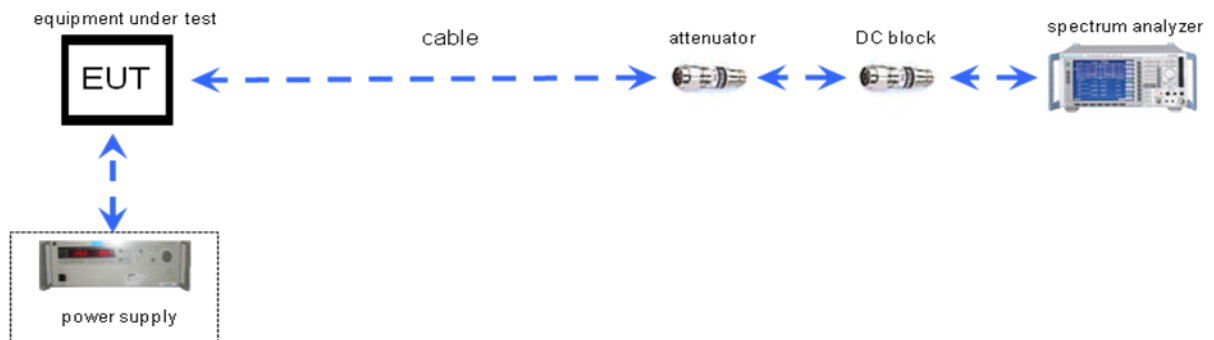 equipment under test
EUT
cable
attenuator
DC block
spectrum analyzer
power supply